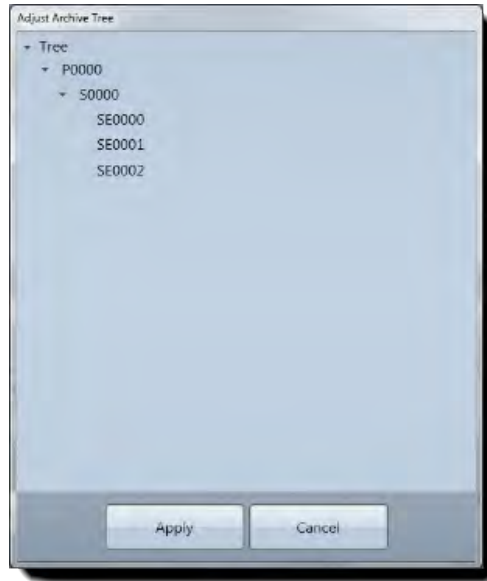 Adjust Archive Tree
Tree
P0000
S0000
SE0000
SE0001
SE0002
Apply Cancel